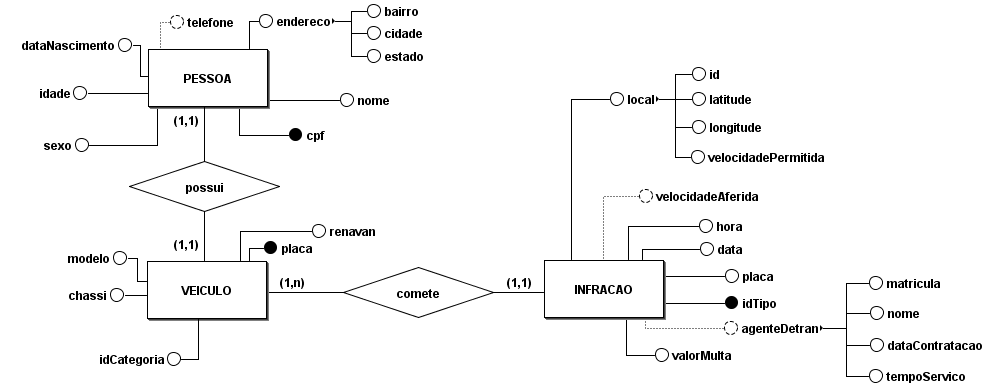 telefone
endereco
bairro
cidade
estado
dataNascimento
PESSOA
idade
nome
sexo
(1,1)
cpf
possui
(1,1)
renavan
placa
modelo
VEICULO
chassi
idCategoria
(1,n)
comete
(1,1)
local
id
latitude
longitude
velocidadePermitida
velocidadeAferida
hora
data
INFRACAO
placa
idTipo
agenteDetran
matricula
nome
dataContratacao
tempoServico
valorMulta